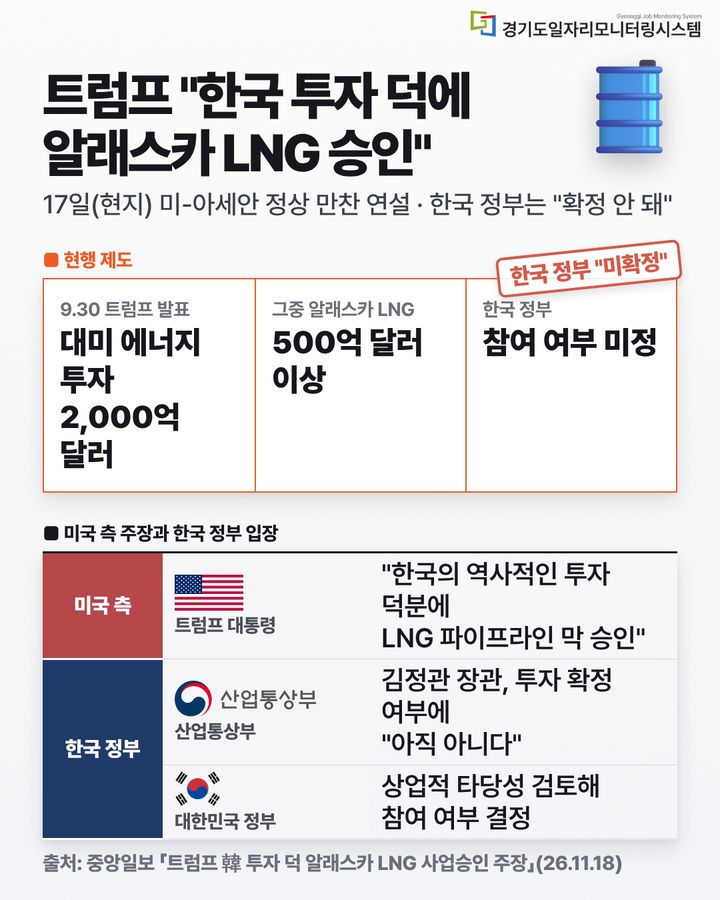 Gyeonggi Job Monitoring System
경기도일자리모니터링시스템
트럼프 "한국 투자 덕에
알래스카 LNG 승인"
17일(현지) 미-아세안 정상 만찬 연설 · 한국 정부는 "확정 안 돼"
현행 제도
한국 정부 "미확정"
9.30 트럼프 발표
대미 에너지
투자
2,000억
달러
그중 알래스카 LNG
500억 달러
이상
한국 정부
참여 여부 미정
미국 측 주장과 한국 정부 입장
미국 측
트럼프 대통령
"한국의 역사적인 투자
덕분에
LNG 파이프라인 막 승인"
한국 정부
산업통상부
산업통상부
김정관 장관, 투자 확정
여부에
"아직 아니다"
대한민국 정부
상업적 타당성 검토해
참여 여부 결정
출처: 중앙일보 「트럼프 韓 투자 덕 알래스카 LNG 사업승인 주장」(26.11.18)